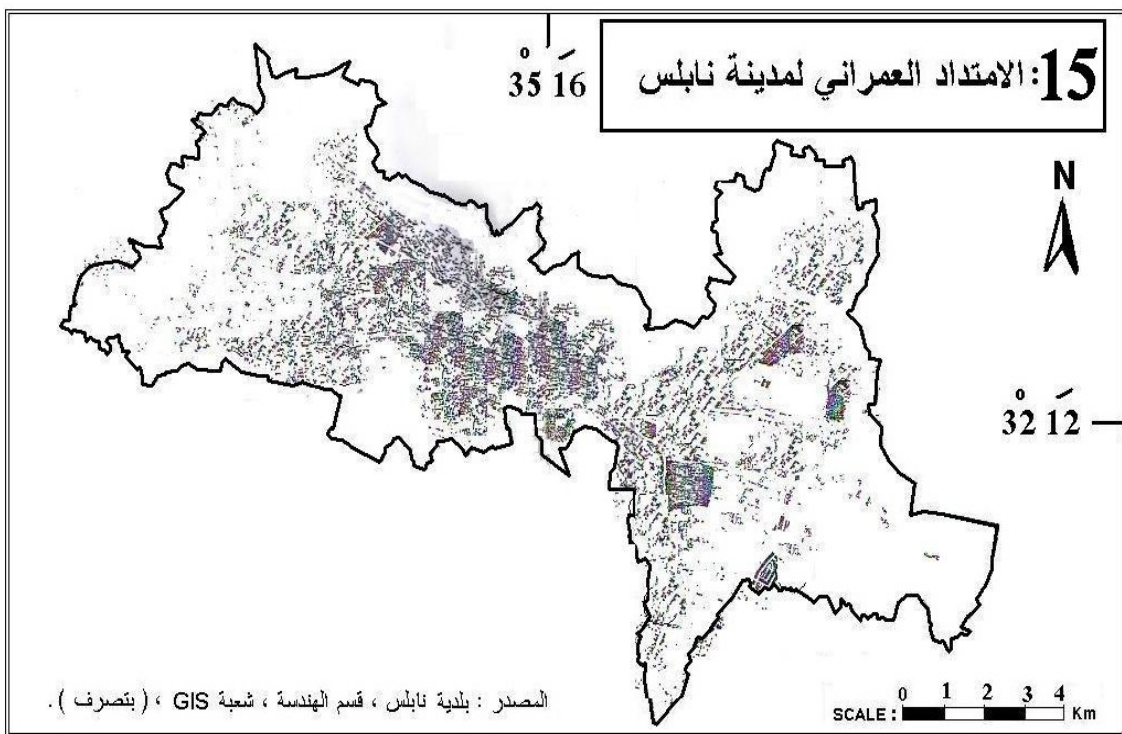 15: الامتداد العمراني لمدينة نابلس
35° 16′
N
32° 12′
المصدر : بلدية نابلس ، قسم الهندسة ، شعبة GIS ، ( بتصرف ) .
0 1 2 3 4
SCALE : Km